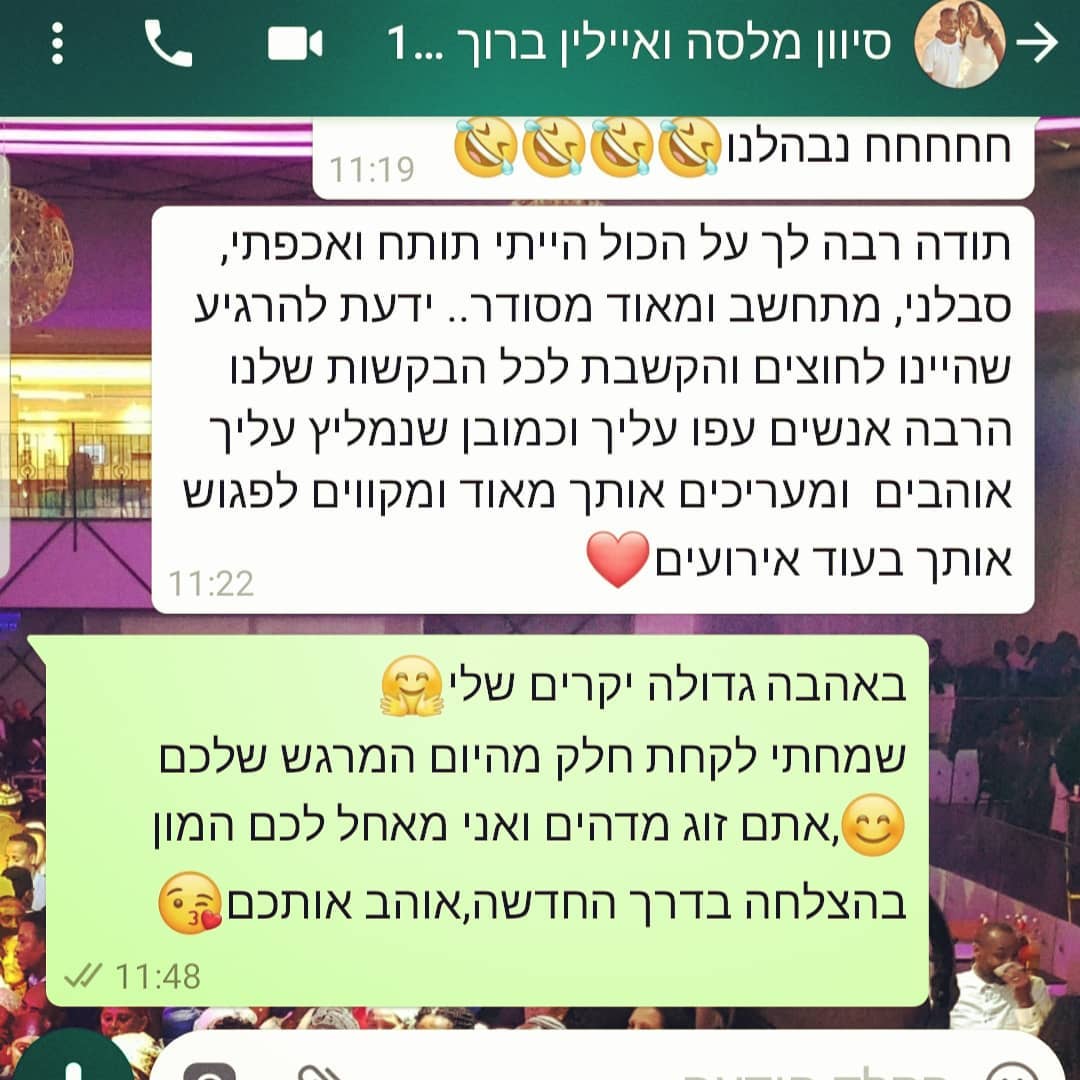 סיוון מלסה ואיילין ברוך ...1
חחחחח נבהלנו🤣🤣🤣🤣
11:19
תודה רבה לך על הכול הייתי תותח ואכפתי,
סבלני, מתחשב ומאוד מסודר.. ידעת להרגיע
שהיינו לחוצים והקשבת לכל הבקשות שלנו
הרבה אנשים עפו עליך וכמובן שנמליץ עליך
אוהבים ומעריכים אותך מאוד ומקווים לפגוש
אותך בעוד אירועים❤️
11:22
באהבה גדולה יקרים שלי🤗
שמחתי לקחת חלק מהיום המרגש שלכם
😊,אתם זוג מדהים ואני מאחל לכם המון
בהצלחה בדרך החדשה,אוהב אותכם😘
11:48